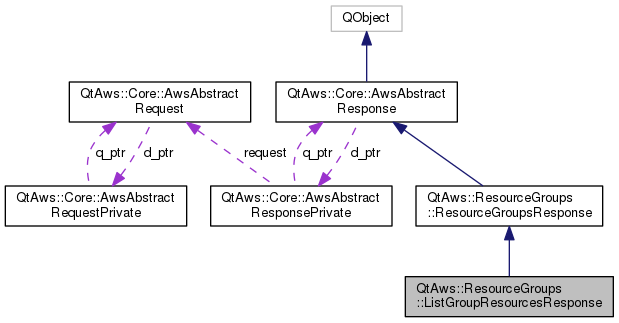 QObject
QtAws::Core::AwsAbstract
Request
QtAws::Core::AwsAbstract
Response
q_ptr
d_ptr
request
q_ptr
d_ptr
QtAws::Core::AwsAbstract
RequestPrivate
QtAws::Core::AwsAbstract
ResponsePrivate
QtAws::ResourceGroups
::ResourceGroupsResponse
QtAws::ResourceGroups
::ListGroupResourcesResponse